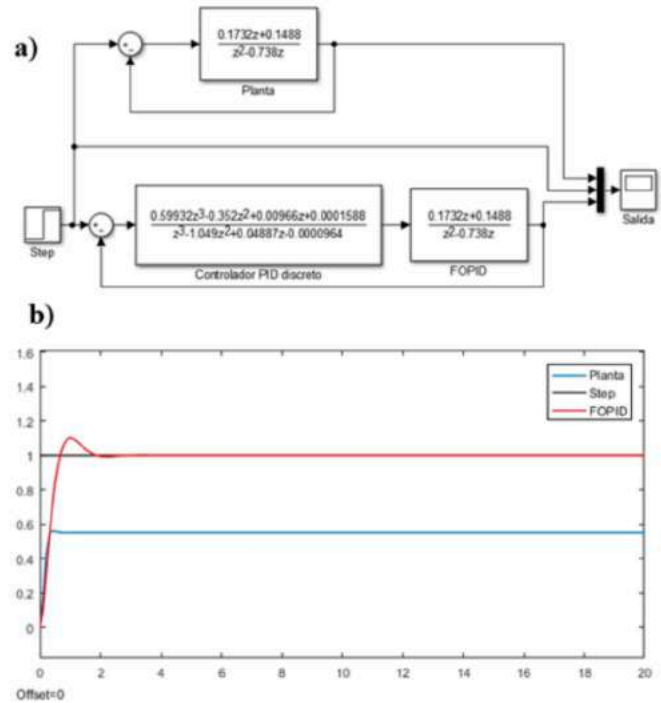 a)
0.1732z+0.1488
z²-0.738z
Planta
Step
0.59932z³-0.352z²+0.00966z+0.0001588
z³-1.049z²+0.04887z-0.0000964
Controlador PID discreto
0.1732z+0.1488
z²-0.738z
FOPID
Salida
b)
1.6
1.4
1.2
1
0.8
0.6
0.4
0.2
0
Planta
Step
FOPID
0 2 4 6 8 10 12 14 16 18 20
Offset=0